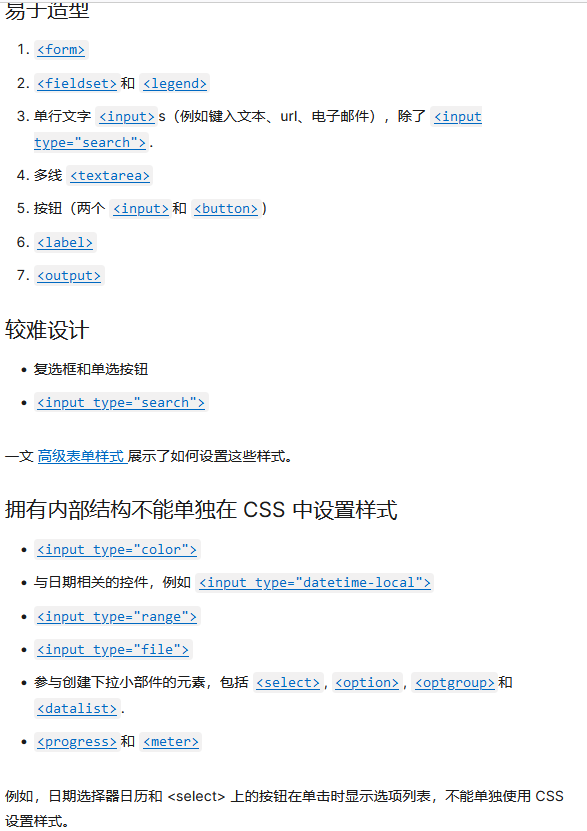 易于造型
1. <form>
2. <fieldset> 和 <legend>
3. 单行文字 <input> s（例如键入文本、url、电子邮件），除了 <input
type="search"> .
4. 多线 <textarea>
5. 按钮（两个 <input> 和 <button> ）
6. <label>
7. <output>
较难设计
• 复选框和单选按钮
• <input type="search">
一文 高级表单样式 展示了如何设置这些样式。
拥有内部结构不能单独在 CSS 中设置样式
• <input type="color">
• 与日期相关的控件，例如 <input type="datetime-local">
• <input type="range">
• <input type="file">
• 参与创建下拉小部件的元素，包括 <select> , <option> , <optgroup> 和
<datalist> .
• <progress> 和 <meter>
例如，日期选择器日历和 <select> 上的按钮在单击时显示选项列表，不能单独使用 CSS
设置样式。